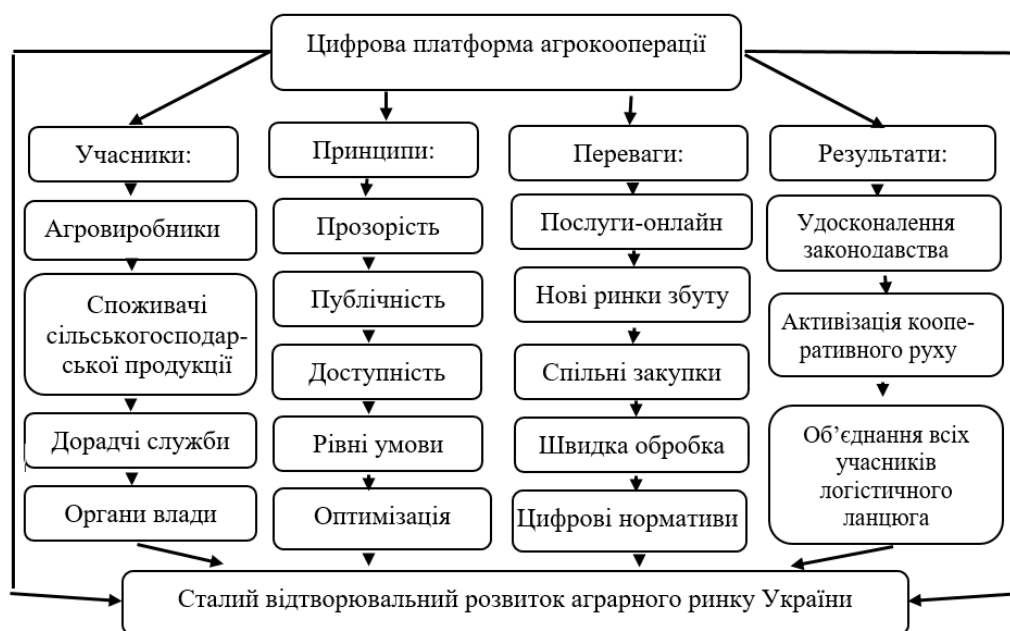 Цифрова платформа агрокооперації
Учасники:
Агровиробники
Споживачі
сільськогосподар-
ської продукції
Дорадчі служби
Органи влади
Принципи:
Прозорість
Публічність
Доступність
Рівні умови
Оптимізація
Переваги:
Послуги-онлайн
Нові ринки збуту
Спільні закупки
Швидка обробка
Цифрові нормативи
Результати:
Удосконалення
законодавства
Активізація коопе-
ративного руху
Об’єднання всіх
учасників
логістичного
ланцюга
Сталий відтворювальний розвиток аграрного ринку України